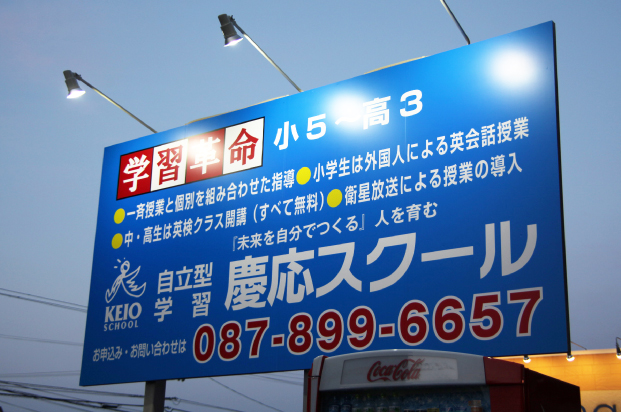 学習革命 小5～高3
●一斉授業と個別を組み合わせた指導●小学生は外国人による英会話授業
●中・高生は英検クラス開講（すべて無料）●衛星放送による授業の導入
『未来を自分でつくる』人を育む
自立型
学習
慶応スクール
KEIO
SCHOOL
お申込み・お問い合わせは
087-899-6657
Coca-Cola